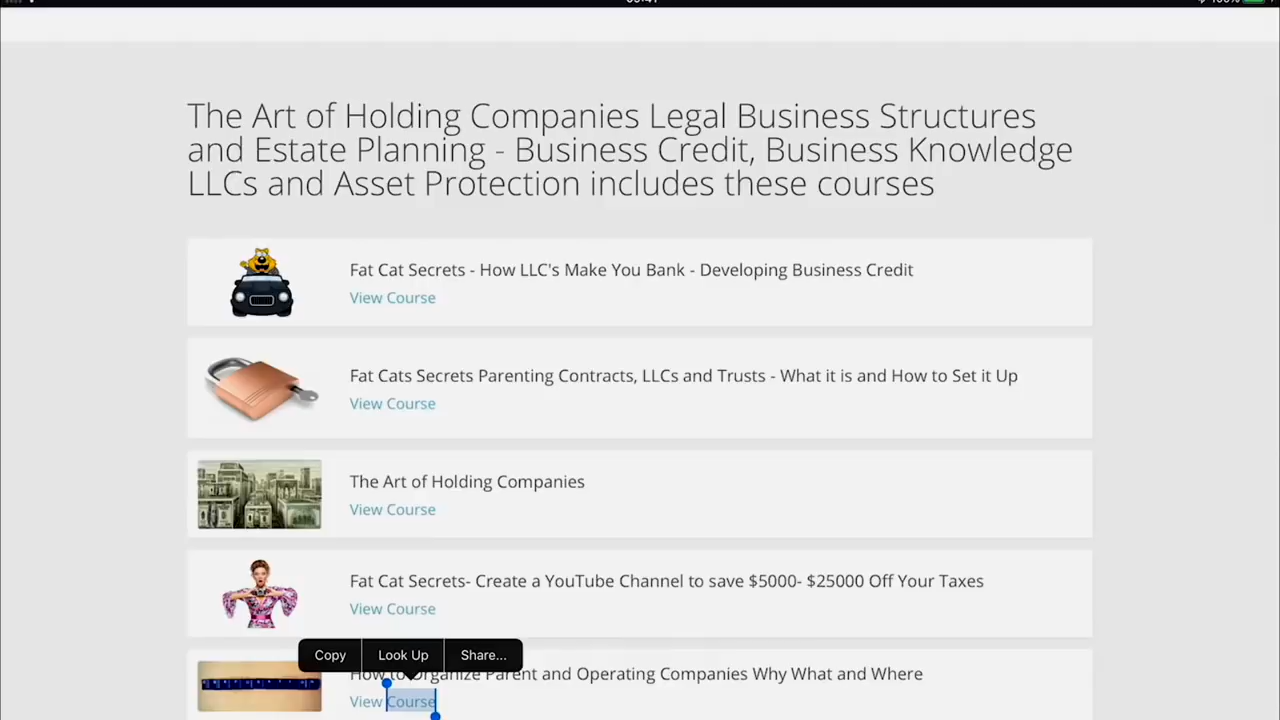 The Art of Holding Companies Legal Business Structures
and Estate Planning - Business Credit, Business Knowledge
LLCs and Asset Protection includes these courses
Fat Cat Secrets - How LLC's Make You Bank - Developing Business Credit
View Course
Fat Cats Secrets Parenting Contracts, LLCs and Trusts - What it is and How to Set it Up
View Course
The Art of Holding Companies
View Course
Fat Cat Secrets- Create a YouTube Channel to save $5000- $25000 Off Your Taxes
View Course
Copy Look Up Share...
How to Organize Parent and Operating Companies Why What and Where
View Course